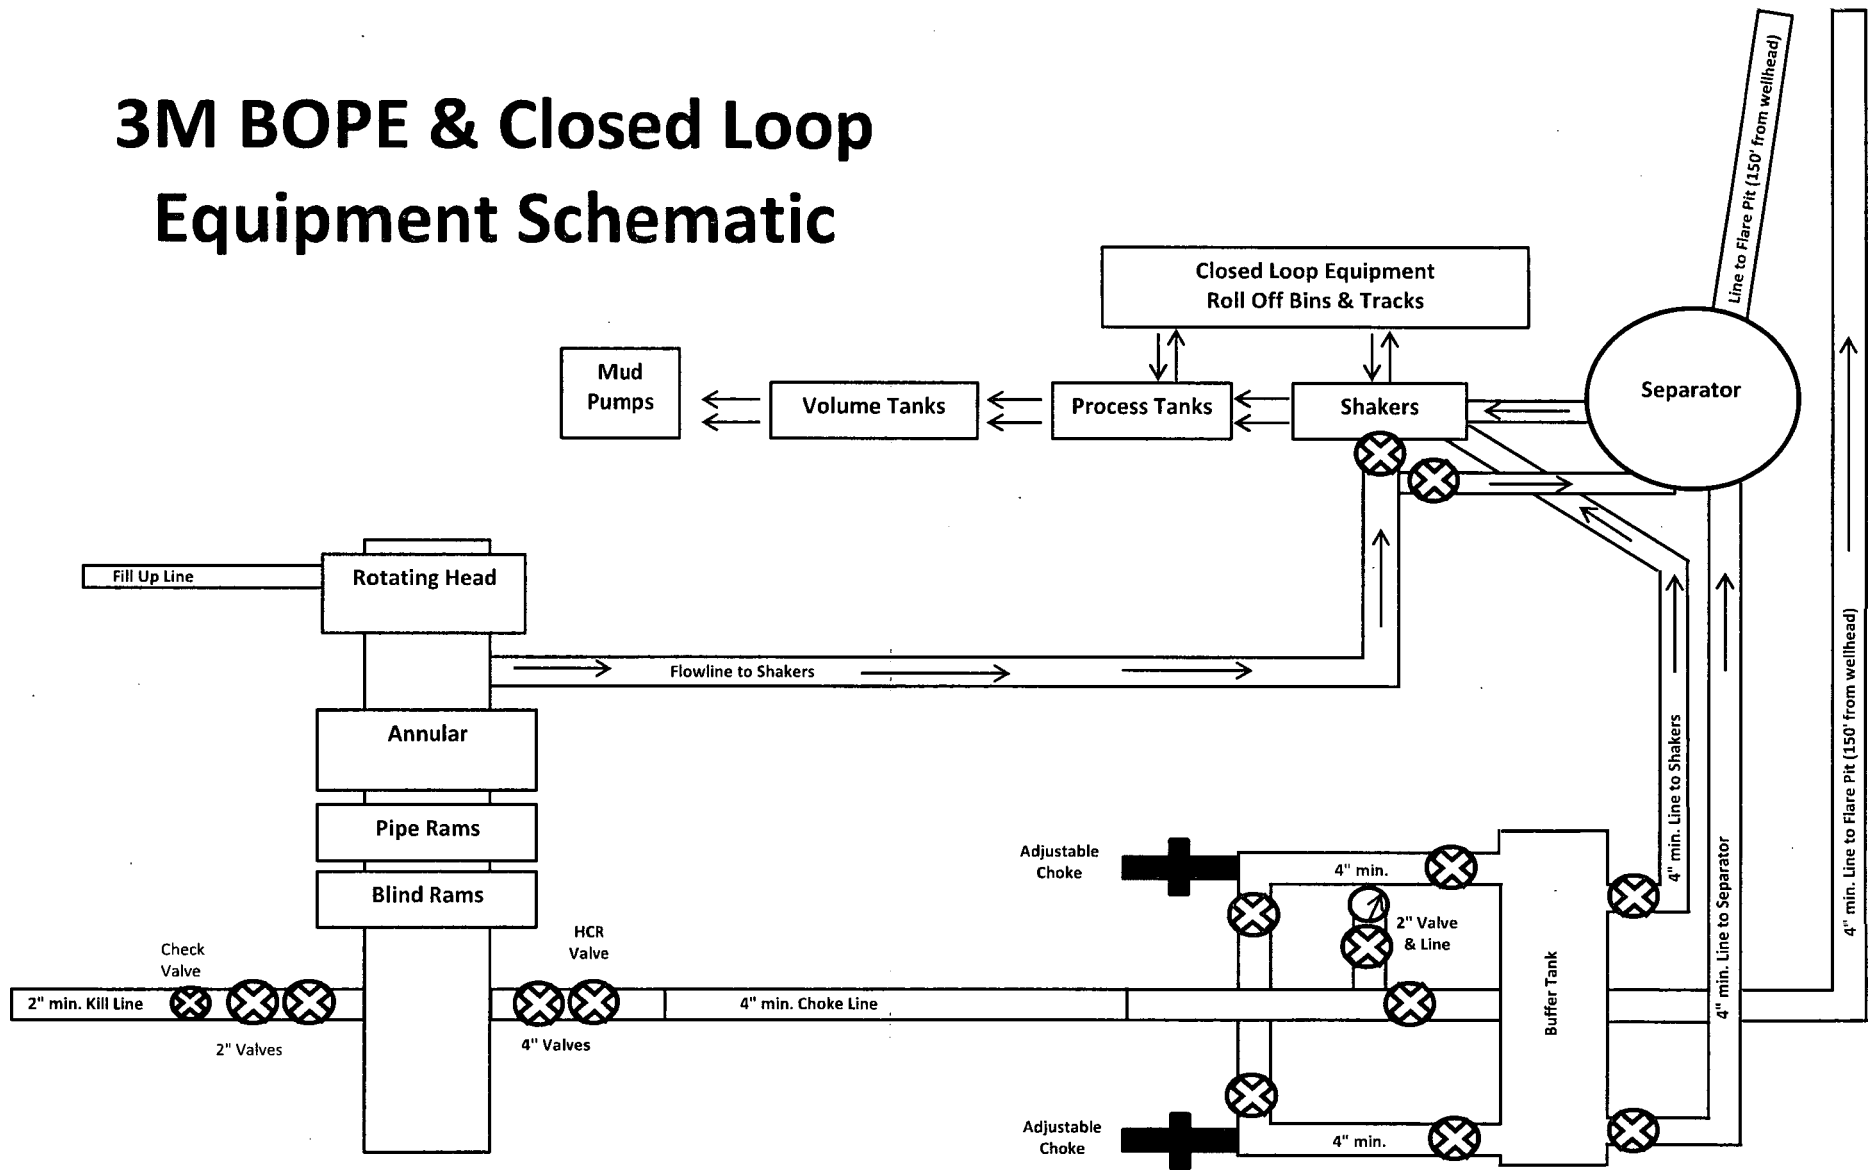 3M BOPE & Closed Loop
Equipment Schematic
Line to Flare Pit (150' from wellhead)
Closed Loop Equipment
Roll Off Bins & Tracks
Mud
Pumps
Volume Tanks
Process Tanks
Shakers
Separator
Fill Up Line
Rotating Head
Flowline to Shakers
Annular
Pipe Rams
Blind Rams
Check
Valve
HCR
Valve
2" min. Kill Line
2" Valves
4" Valves
4" min. Choke Line
Adjustable
Choke
4" min.
2" Valve
& Line
Buffer Tank
Adjustable
Choke
4" min.
4" min. Line to Shakers
4" min. Line to Separator
4" min. Line to Flare Pit (150' from wellhead)